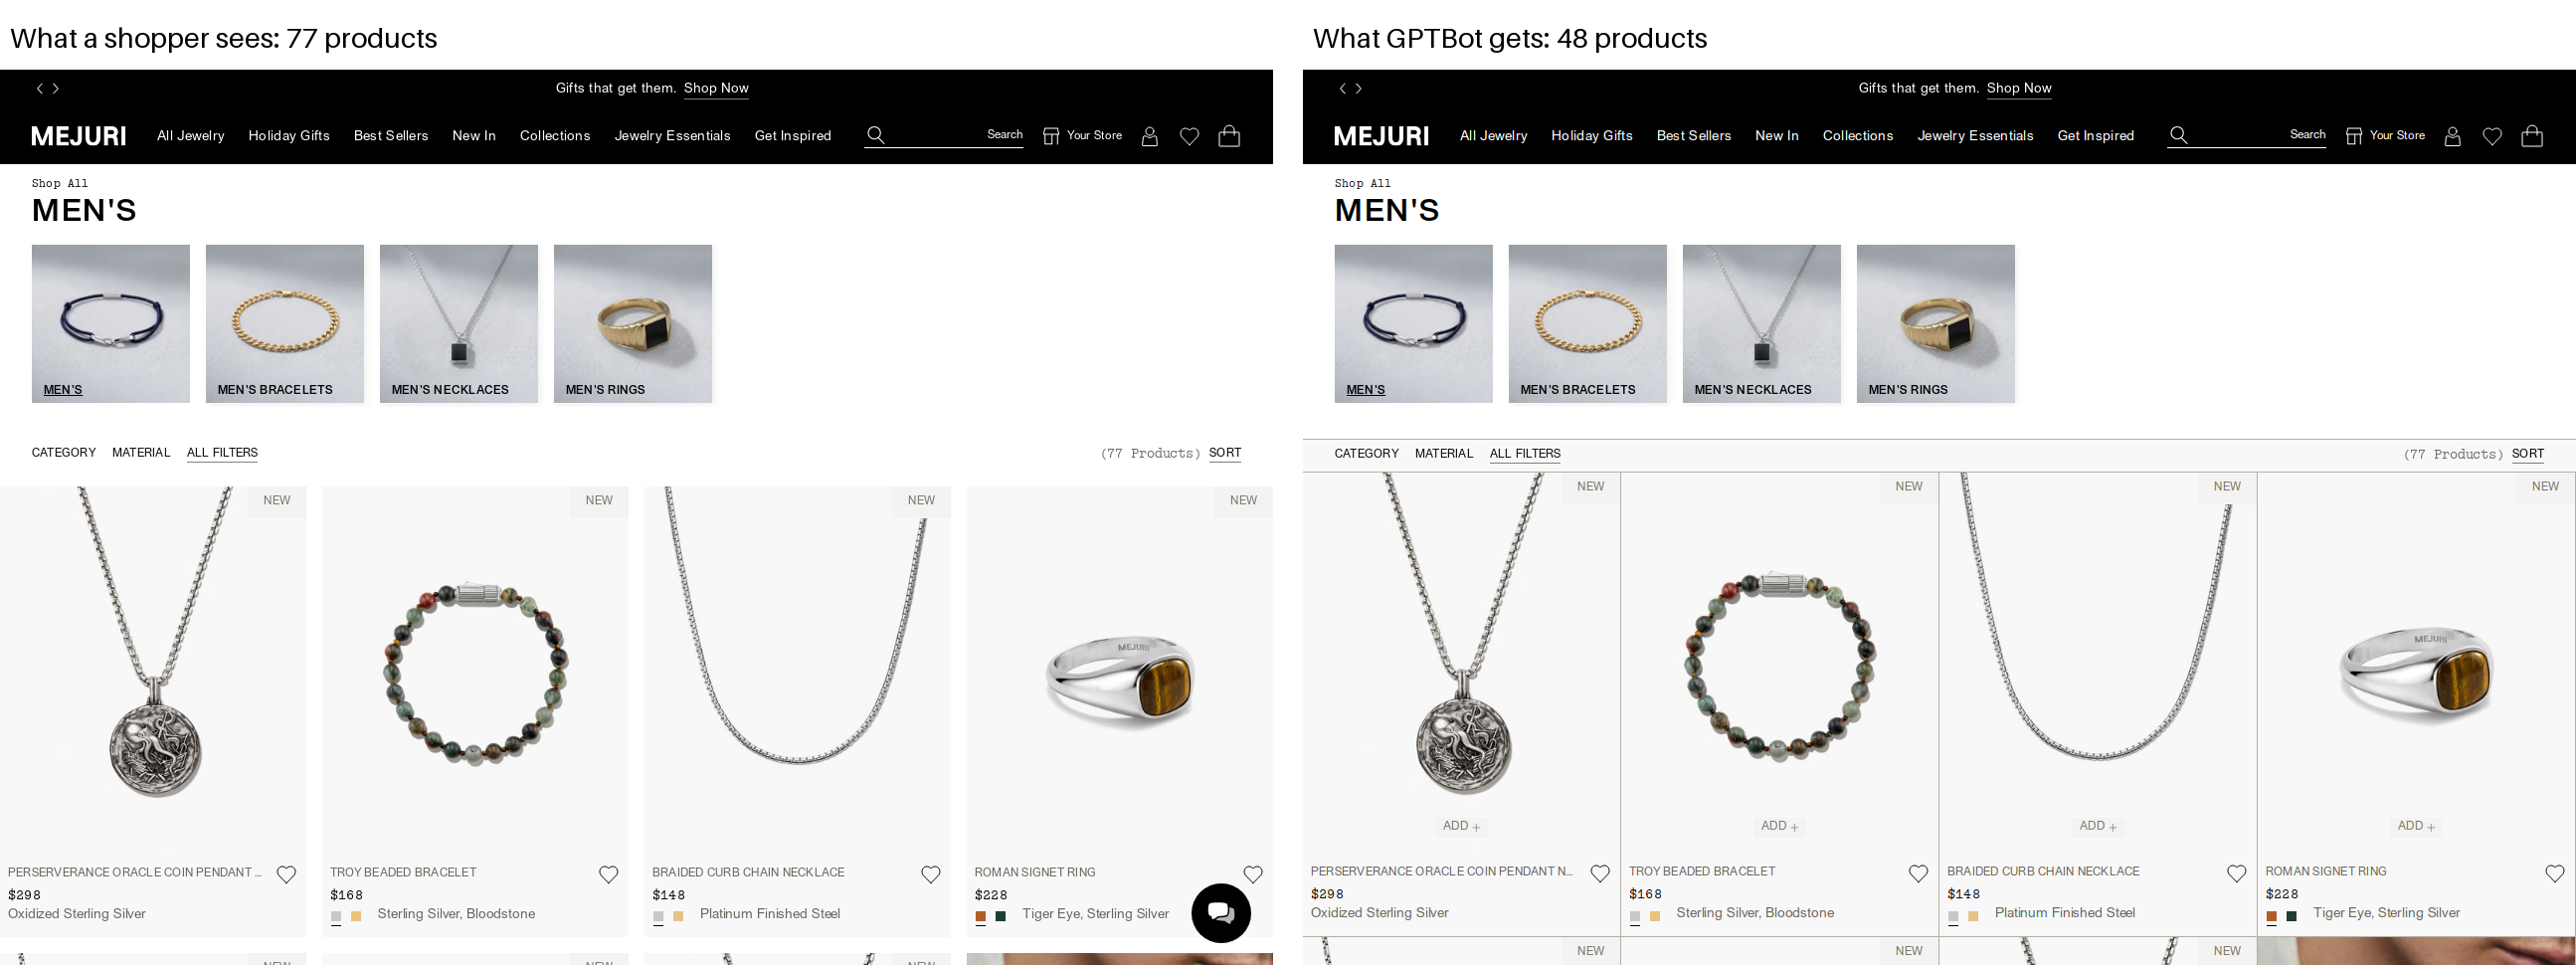 What a shopper sees: 77 products
Gifts that get them. Shop Now
MEJURI All Jewelry Holiday Gifts Best Sellers New In Collections Jewelry Essentials Get Inspired Search Your Store
Shop All
MEN'S
MEN'S MEN'S BRACELETS MEN'S NECKLACES MEN'S RINGS
CATEGORY MATERIAL ALL FILTERS (77 Products) SORT
NEW NEW NEW NEW
MEJURI
PERSERVERANCE ORACLE COIN PENDANT ... TROY BEADED BRACELET BRAIDED CURB CHAIN NECKLACE ROMAN SIGNET RING
$298 $168 $148 $228
Oxidized Sterling Silver Sterling Silver, Bloodstone Platinum Finished Steel Tiger Eye, Sterling Silver
NEW NEW NEW
What GPTBot gets: 48 products
Gifts that get them. Shop Now
MEJURI All Jewelry Holiday Gifts Best Sellers New In Collections Jewelry Essentials Get Inspired Search Your Store
Shop All
MEN'S
MEN'S MEN'S BRACELETS MEN'S NECKLACES MEN'S RINGS
CATEGORY MATERIAL ALL FILTERS (77 Products) SORT
NEW NEW NEW NEW
MEJURI
ADD + ADD + ADD + ADD +
PERSERVERANCE ORACLE COIN PENDANT N... TROY BEADED BRACELET BRAIDED CURB CHAIN NECKLACE ROMAN SIGNET RING
$298 $168 $148 $228
Oxidized Sterling Silver Sterling Silver, Bloodstone Platinum Finished Steel Tiger Eye, Sterling Silver
NEW NEW NEW